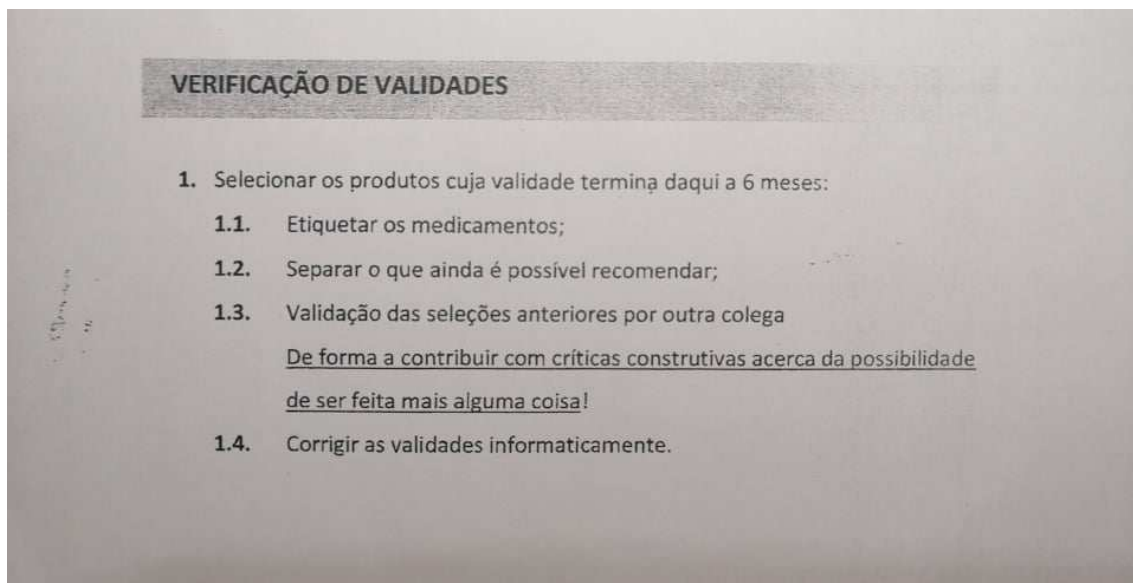 VERIFICAÇÃO DE VALIDADES
1. Selecionar os produtos cuja validade termina daqui a 6 meses:
1.1. Etiquetar os medicamentos;
1.2. Separar o que ainda é possível recomendar;
1.3. Validação das seleções anteriores por outra colega
De forma a contribuir com críticas construtivas acerca da possibilidade
de ser feita mais alguma coisa!
1.4. Corrigir as validades informaticamente.